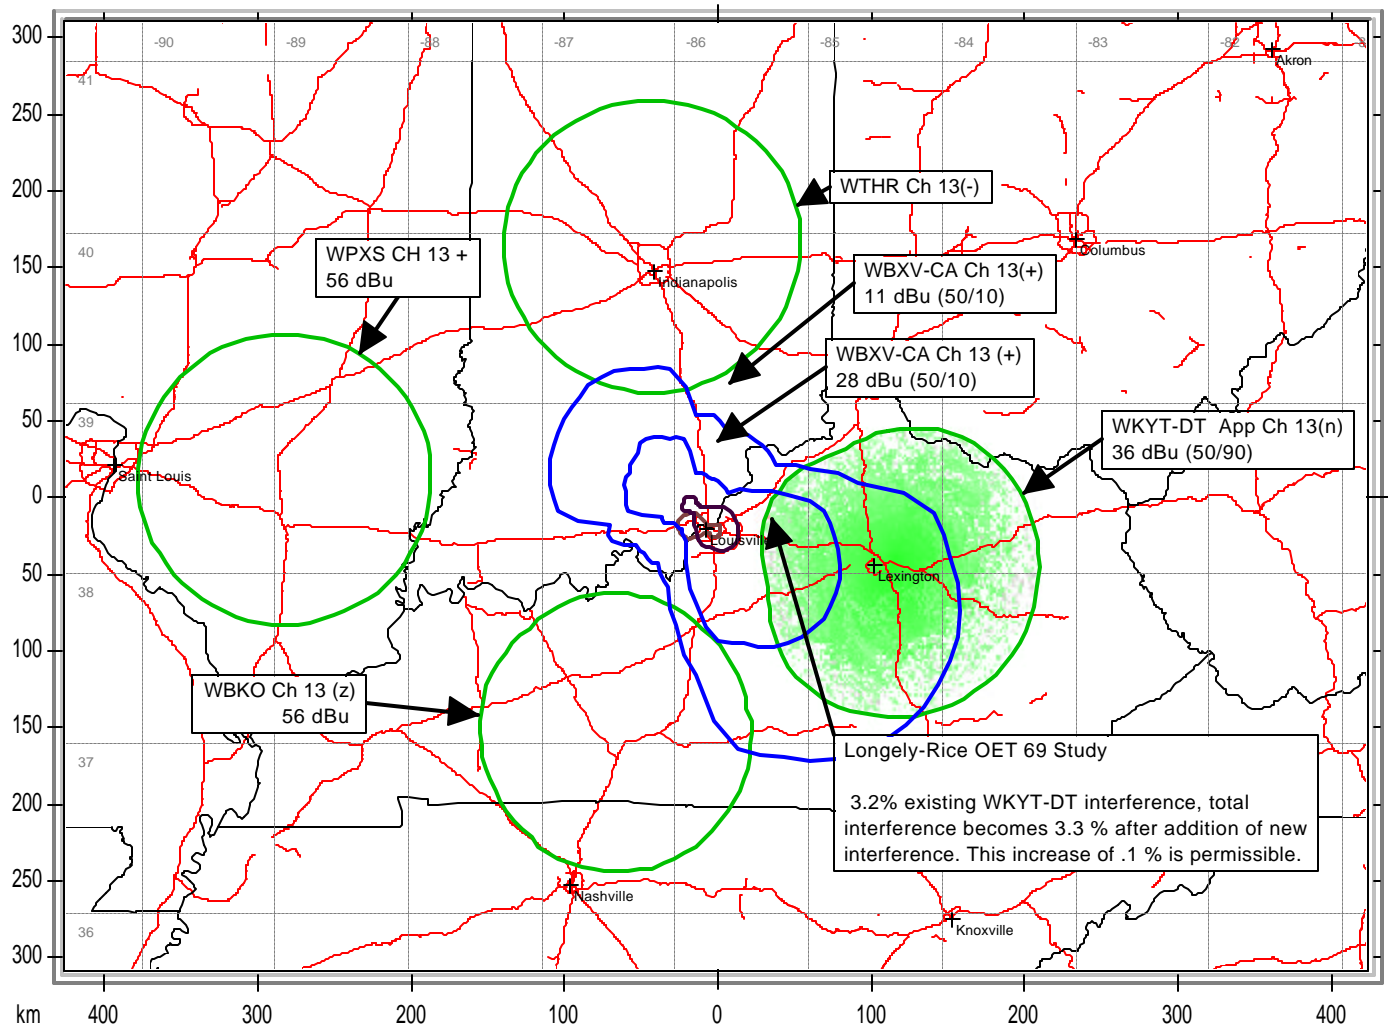 300
250
200
150
100
50
0
50
100
150
200
250
300
km
400
300
200
100
0
100
200
300
400
-90
-89
-88
-87
-86
-85
-84
-83
-82
41
40
39
38
37
36
Akron
WTHR Ch 13(-)
Columbus
WPXS CH 13 +
56 dBu
WBXV-CA Ch 13(+)
11 dBu (50/10)
Indianapolis
WBXV-CA Ch 13 (+)
28 dBu (50/10)
WKYT-DT App Ch 13(n)
36 dBu (50/90)
Saint Louis
Louisville
Lexington
WBKO Ch 13 (z)
56 dBu
Longely-Rice OET 69 Study
3.2% existing WKYT-DT interference, total
interference becomes 3.3 % after addition of new
interference. This increase of .1 % is permissible.
Nashville
Knoxville